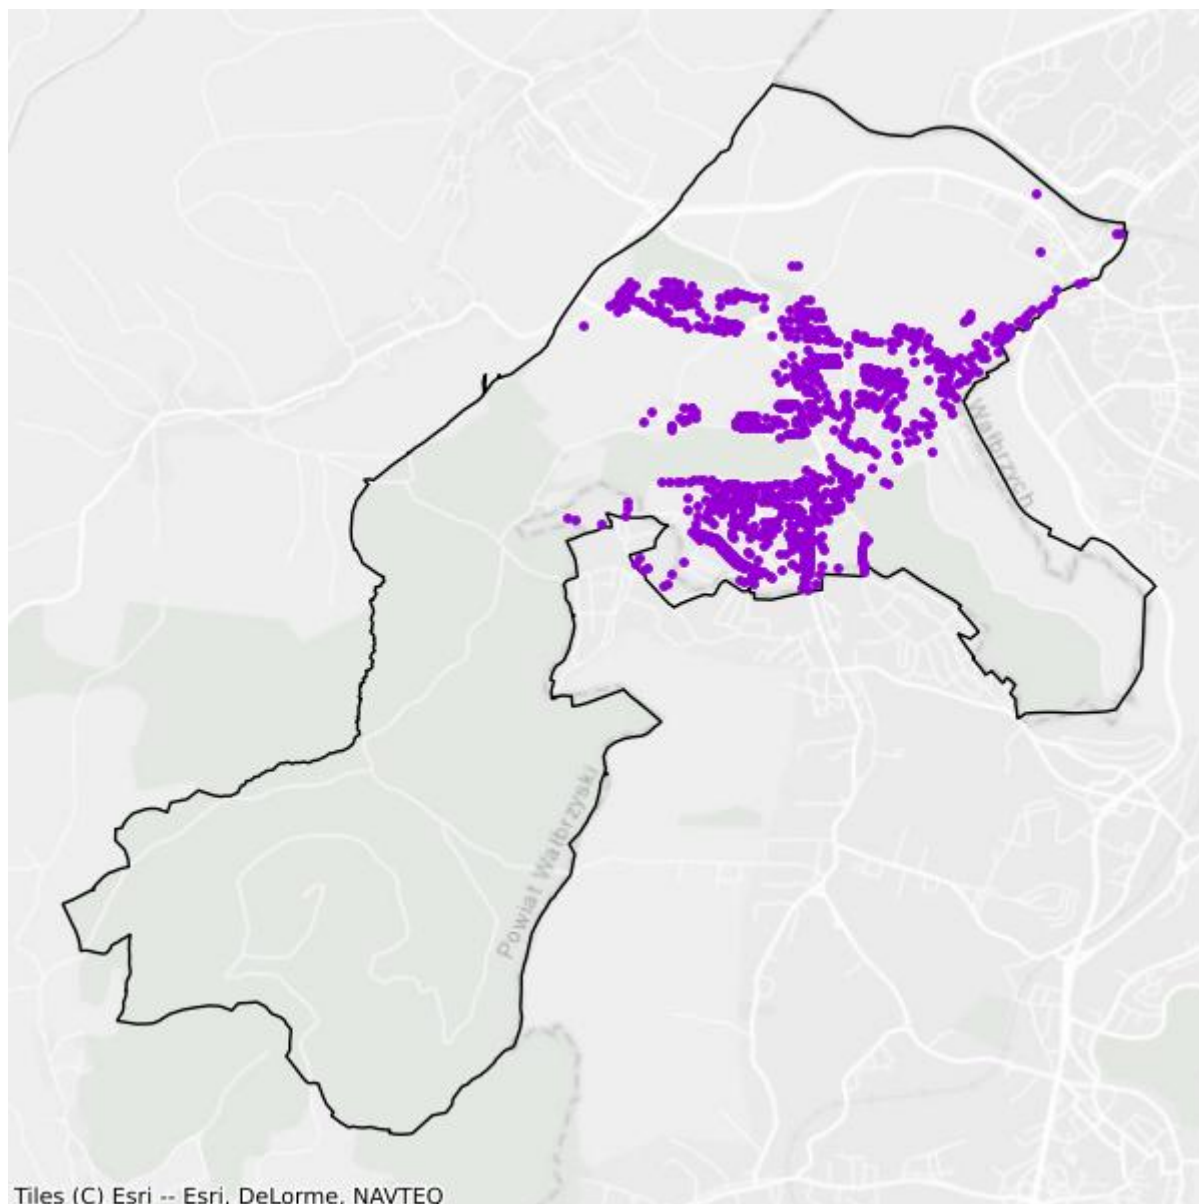 Wałbrzych
Powiat Wałbrzyski
Tiles (C) Esri -- Esri, DeLorme, NAVTEQ